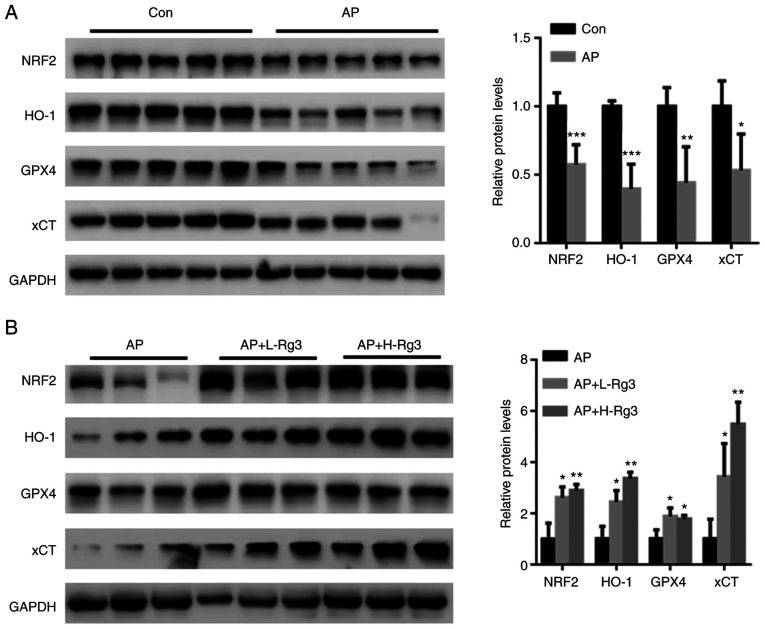 A
Con AP
NRF2
HO-1
GPX4
xCT
GAPDH
Con
AP
Relative protein levels
1.5
1.0
0.5
0.0
*** *** ** *
NRF2 HO-1 GPX4 xCT
B
AP AP+L-Rg3 AP+H-Rg3
NRF2
HO-1
GPX4
xCT
GAPDH
AP
AP+L-Rg3
AP+H-Rg3
Relative protein levels
8
6
4
2
0
* ** * ** * * * **
NRF2 HO-1 GPX4 xCT